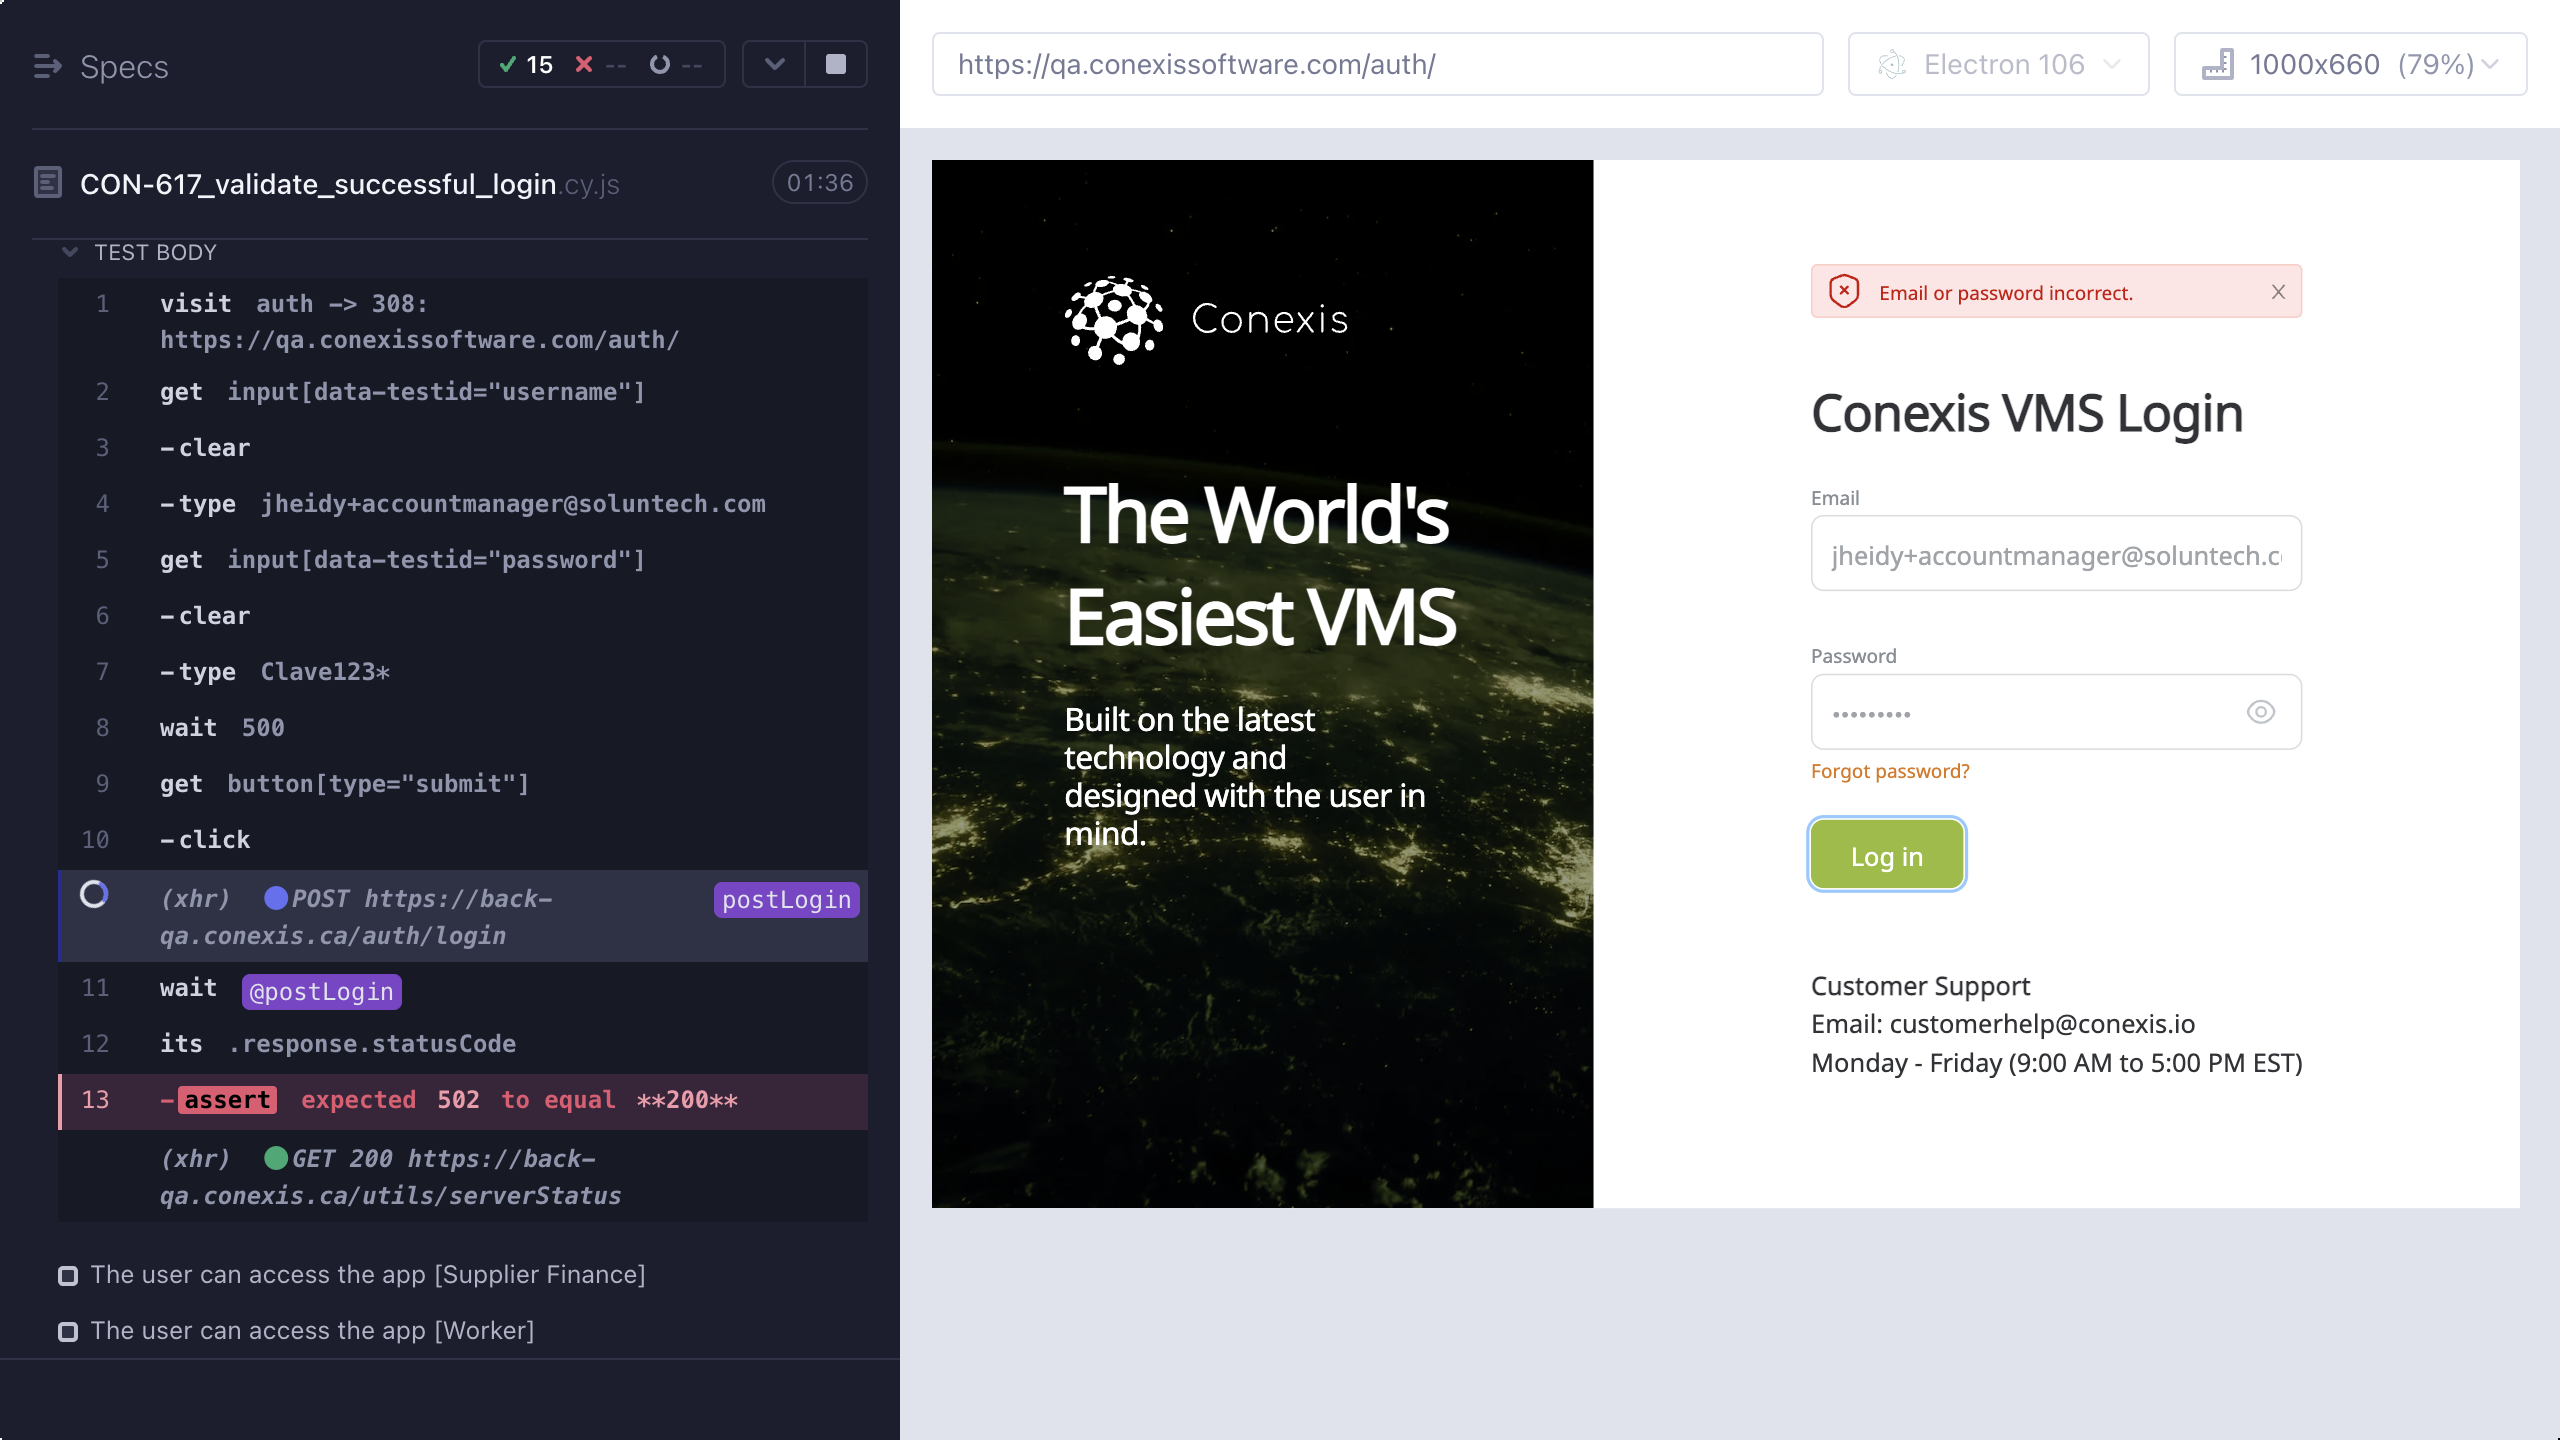 Specs
15 -- --
CON-617_validate_successful_login.cy.js
01:36
TEST BODY
1 visit auth -> 308:
https://qa.conexissoftware.com/auth/
2 get input[data-testid="username"]
3 -clear
4 -type jheidy+accountmanager@soluntech.com
5 get input[data-testid="password"]
6 -clear
7 -type Clave123*
8 wait 500
9 get button[type="submit"]
10 -click
(xhr) POST https://back-
qa.conexis.ca/auth/login
postLogin
11 wait @postLogin
12 its .response.statusCode
13 -assert expected 502 to equal **200**
(xhr) GET 200 https://back-
qa.conexis.ca/utils/serverStatus
The user can access the app [Supplier Finance]
The user can access the app [Worker]
https://qa.conexissoftware.com/auth/
Electron 106
1000x660 (79%)
Conexis
The World's
Easiest VMS
Built on the latest
technology and
designed with the user in
mind.
Email or password incorrect.
Conexis VMS Login
Email
jheidy+accountmanager@soluntech.c
Password
•••••••••
Forgot password?
Log in
Customer Support
Email: customerhelp@conexis.io
Monday - Friday (9:00 AM to 5:00 PM EST)